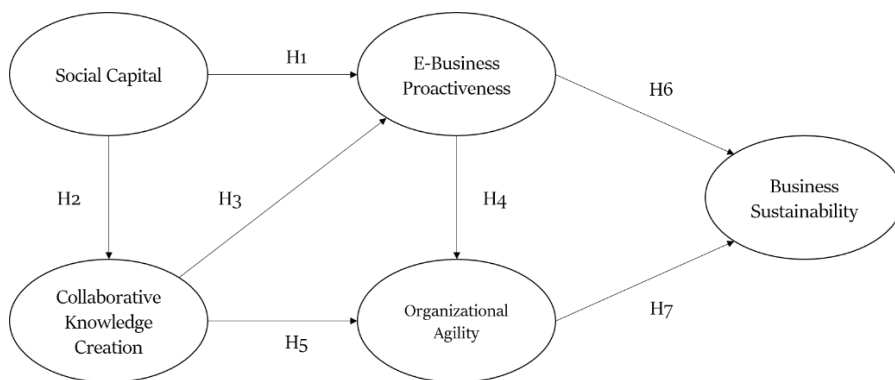 Social Capital
H1
E-Business
Proactiveness
H6
H2
H3
H4
Business
Sustainability
Collaborative
Knowledge
Creation
H5
Organizational
Agility
H7